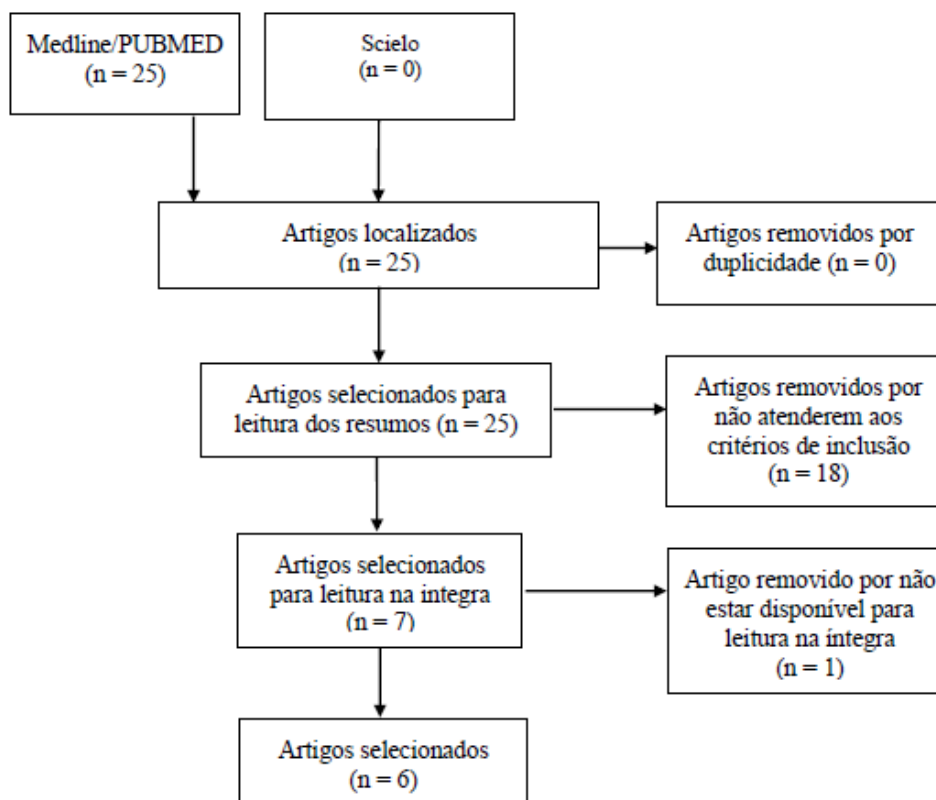 Medline/PUBMED
(n = 25)
Scielo
(n = 0)
Artigos localizados
(n = 25)
Artigos removidos por
duplicidade (n = 0)
Artigos selecionados para
leitura dos resumos (n = 25)
Artigos removidos por
não atenderem aos
critérios de inclusão
(n = 18)
Artigos selecionados
para leitura na integra
(n = 7)
Artigo removido por não
estar disponível para
leitura na íntegra
(n = 1)
Artigos selecionados
(n = 6)